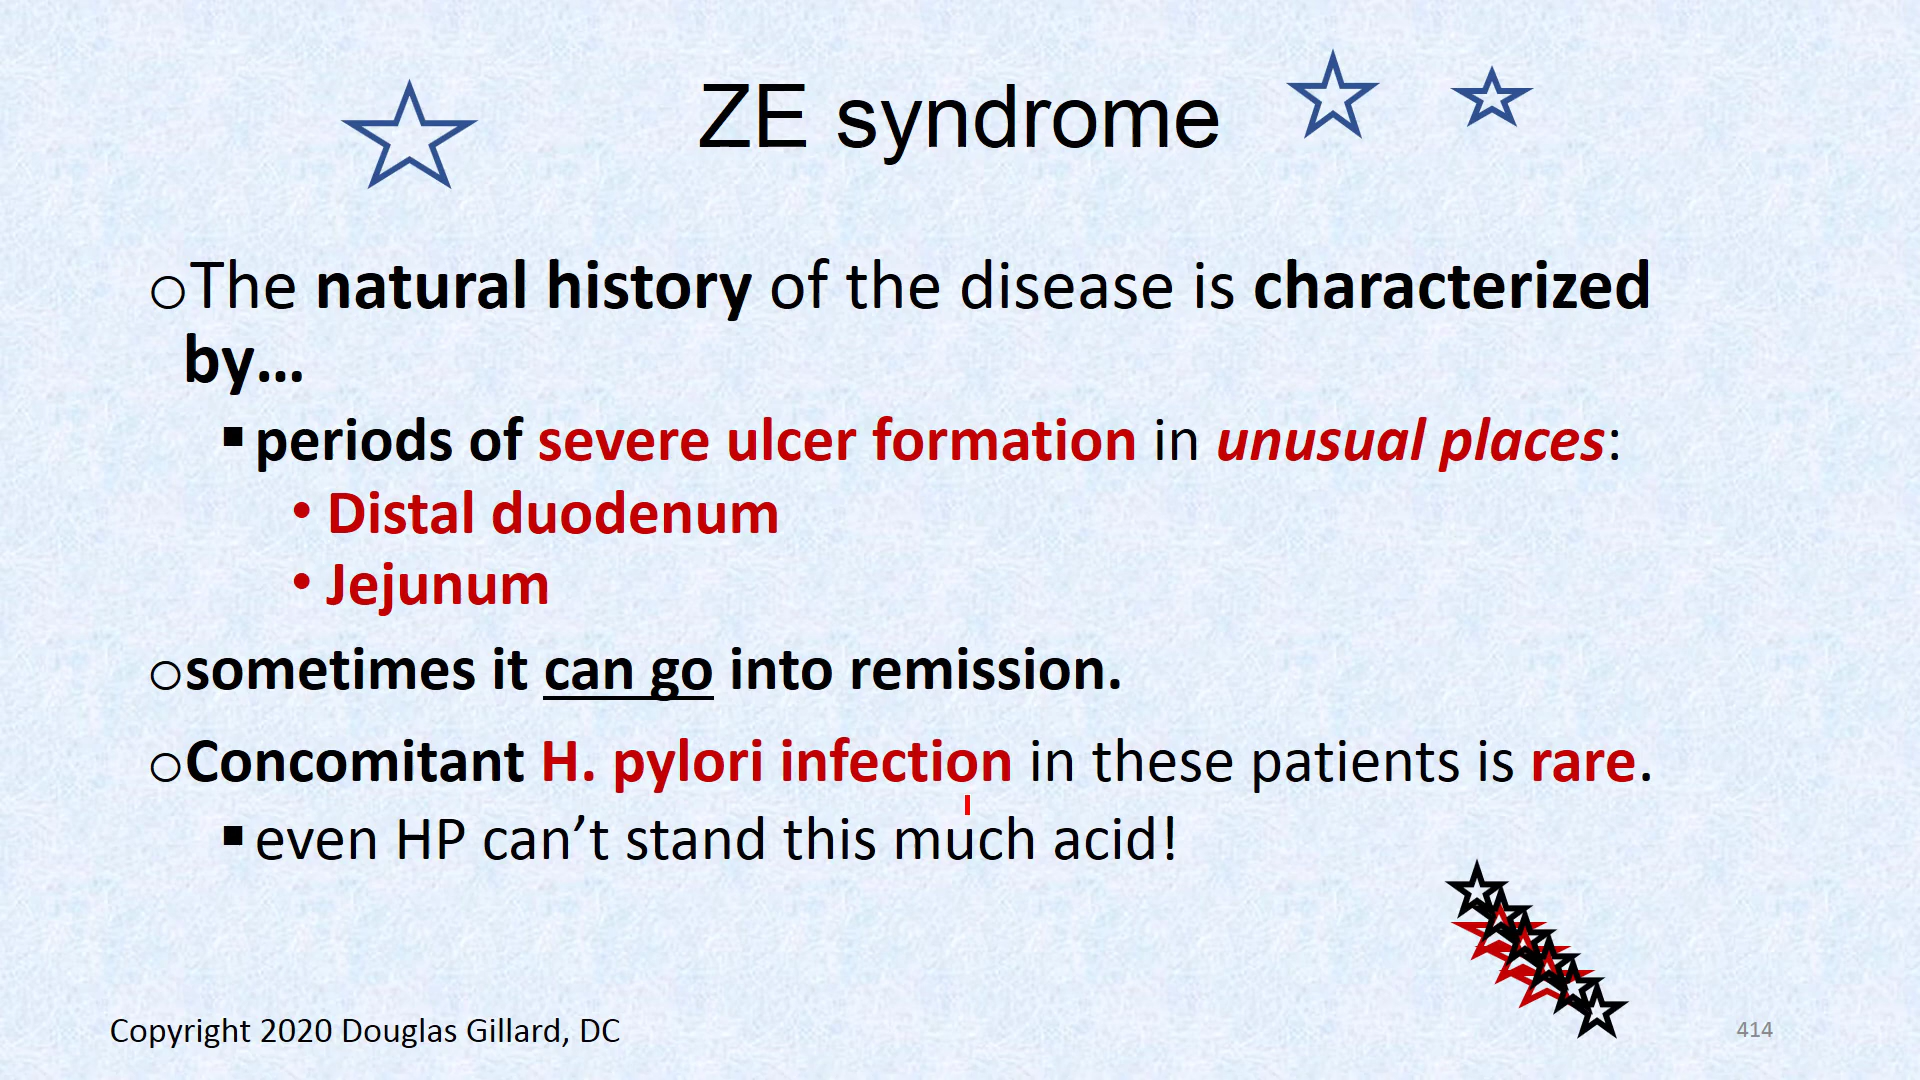 ZE syndrome
○The natural history of the disease is characterized
by…
▪periods of severe ulcer formation in unusual places:
•Distal duodenum
•Jejunum
○sometimes it can go into remission.
○Concomitant H. pylori infection in these patients is rare.
▪even HP can’t stand this much acid!
Copyright 2020 Douglas Gillard, DC
414